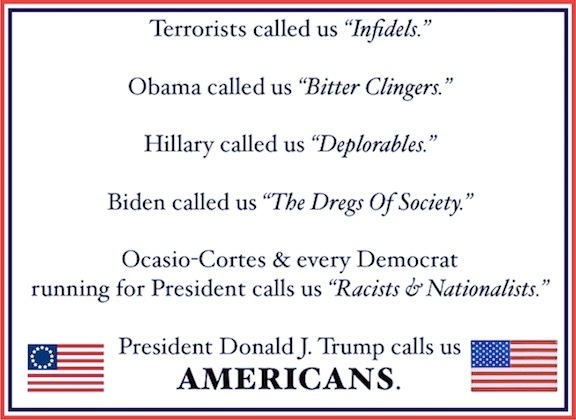 Terrorists called us “Infidels.”
Obama called us “Bitter Clingers.”
Hillary called us “Deplorables.”
Biden called us “The Dregs Of Society.”
Ocasio-Cortes & every Democrat
running for President calls us “Racists & Nationalists.”
President Donald J. Trump calls us
AMERICANS.